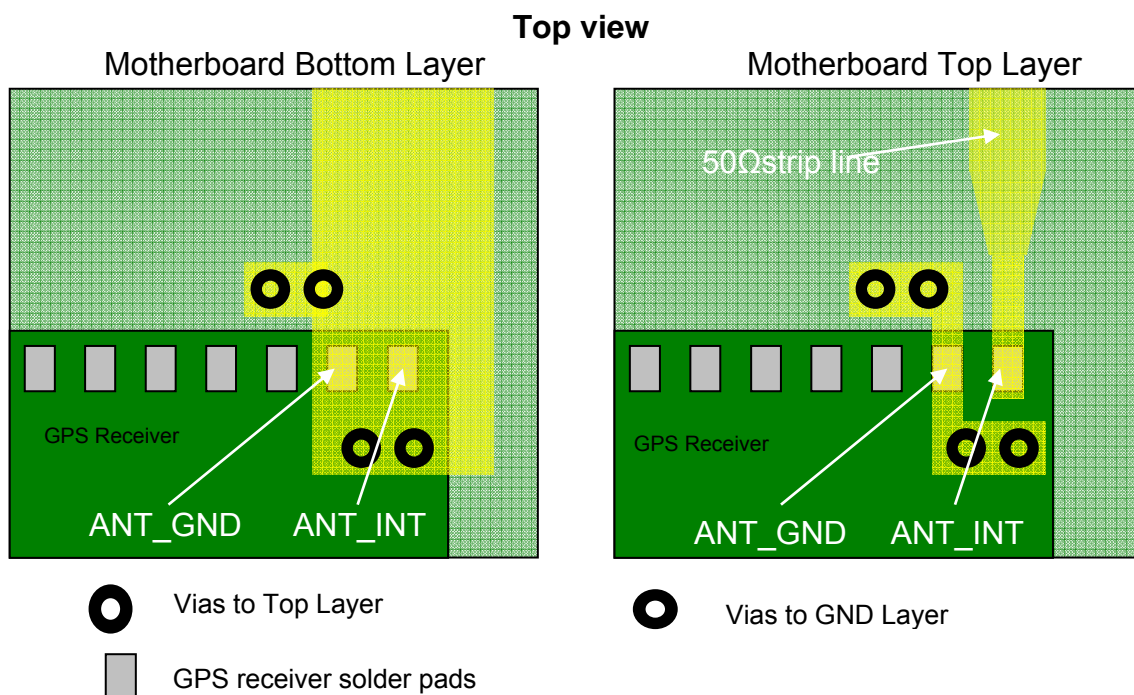 Top view
Motherboard Bottom Layer
Motherboard Top Layer
50Ωstrip line
GPS Receiver
GPS Receiver
ANT_GND
ANT_INT
ANT_GND
ANT_INT
Vias to Top Layer
Vias to GND Layer
GPS receiver solder pads